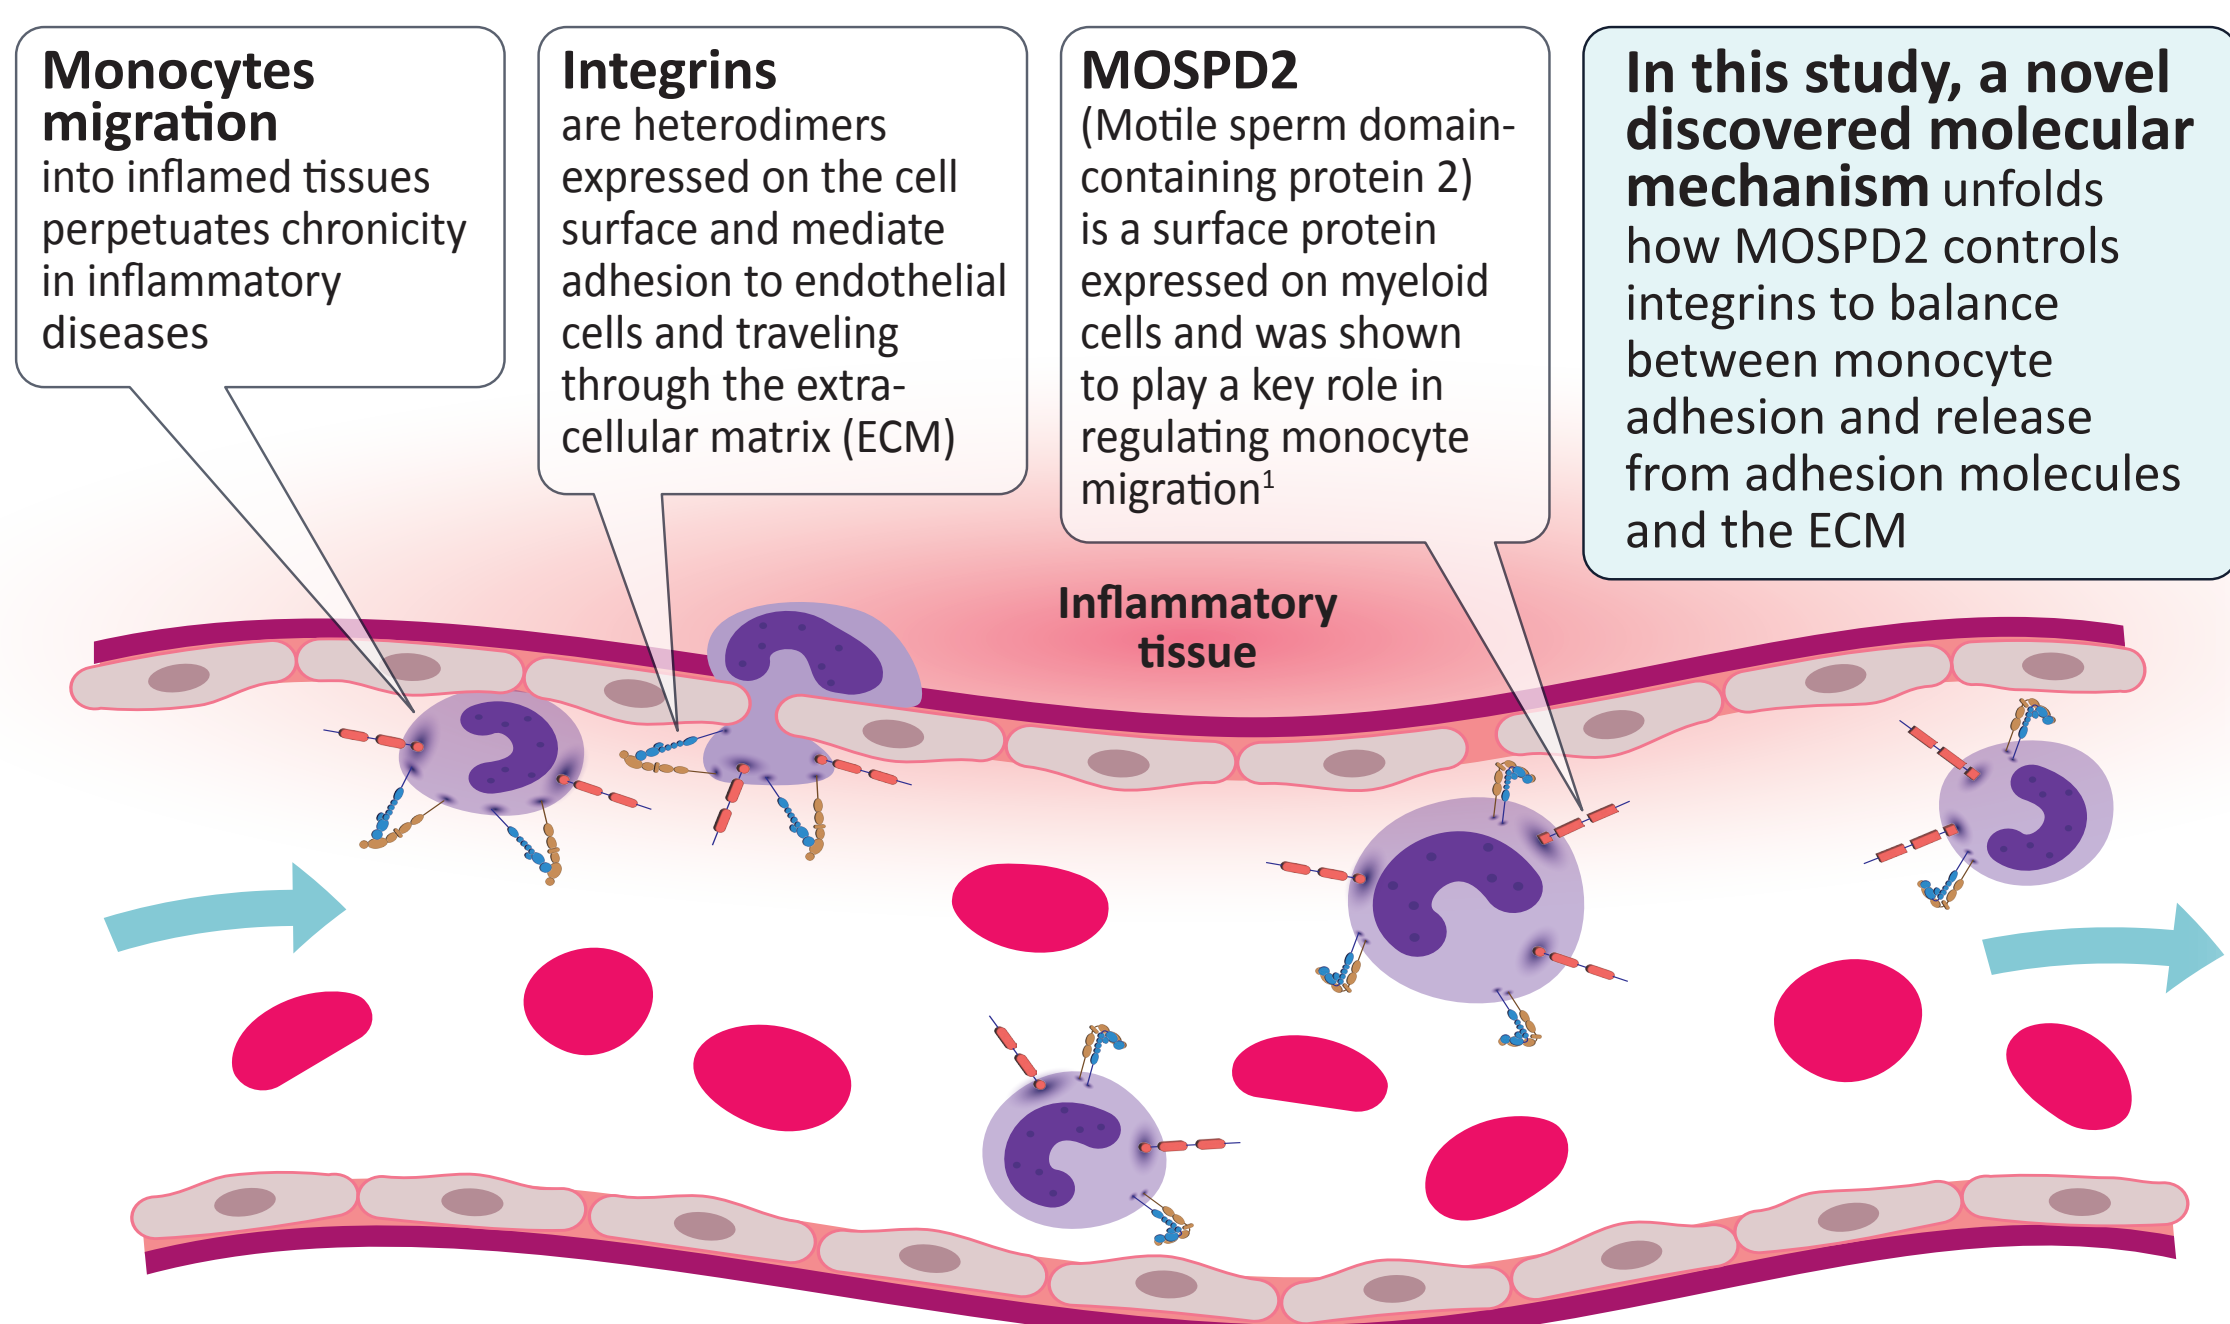 Monocytes
migration
into inflamed tissues
perpetuates chronicity
in inflammatory
diseases
Integrins
are heterodimers
expressed on the cell
surface and mediate
adhesion to endothelial
cells and traveling
through the extra-
cellular matrix (ECM)
MOSPD2
(Motile sperm domain-
containing protein 2)
is a surface protein
expressed on myeloid
cells and was shown
to play a key role in
regulating monocyte
migration¹
In this study, a novel
discovered molecular
mechanism unfolds
how MOSPD2 controls
integrins to balance
between monocyte
adhesion and release
from adhesion molecules
and the ECM
Inflammatory
tissue